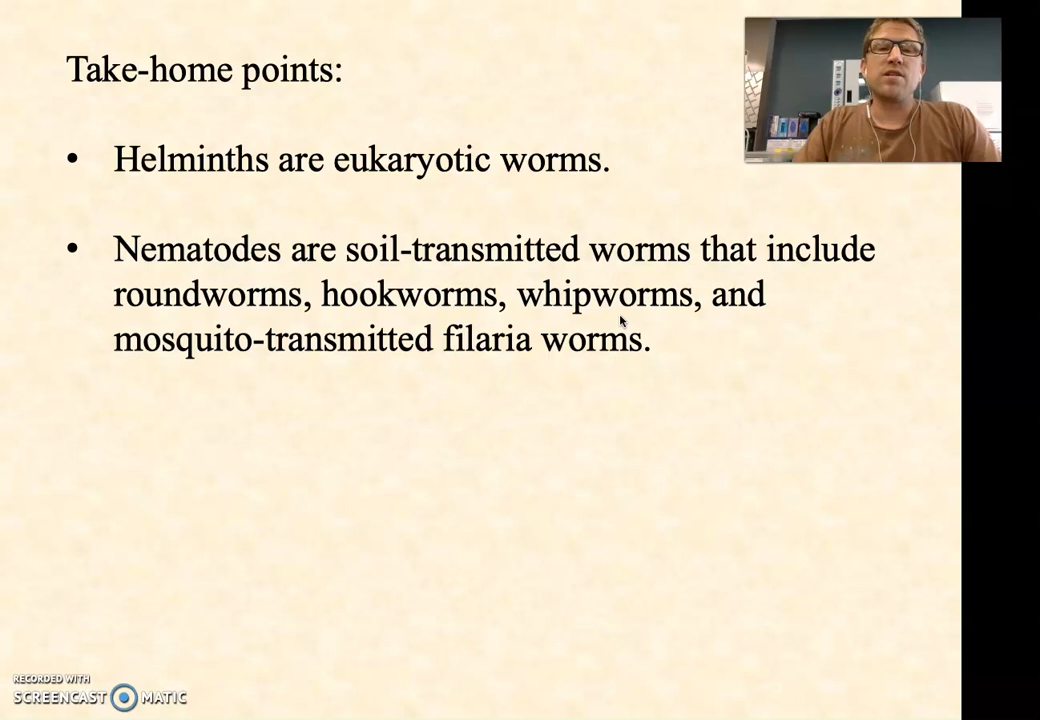 Take-home points:
• Helminths are eukaryotic worms.
• Nematodes are soil-transmitted worms that include
roundworms, hookworms, whipworms, and
mosquito-transmitted filaria worms.
RECORDED WITH
SCREENCAST MATIC